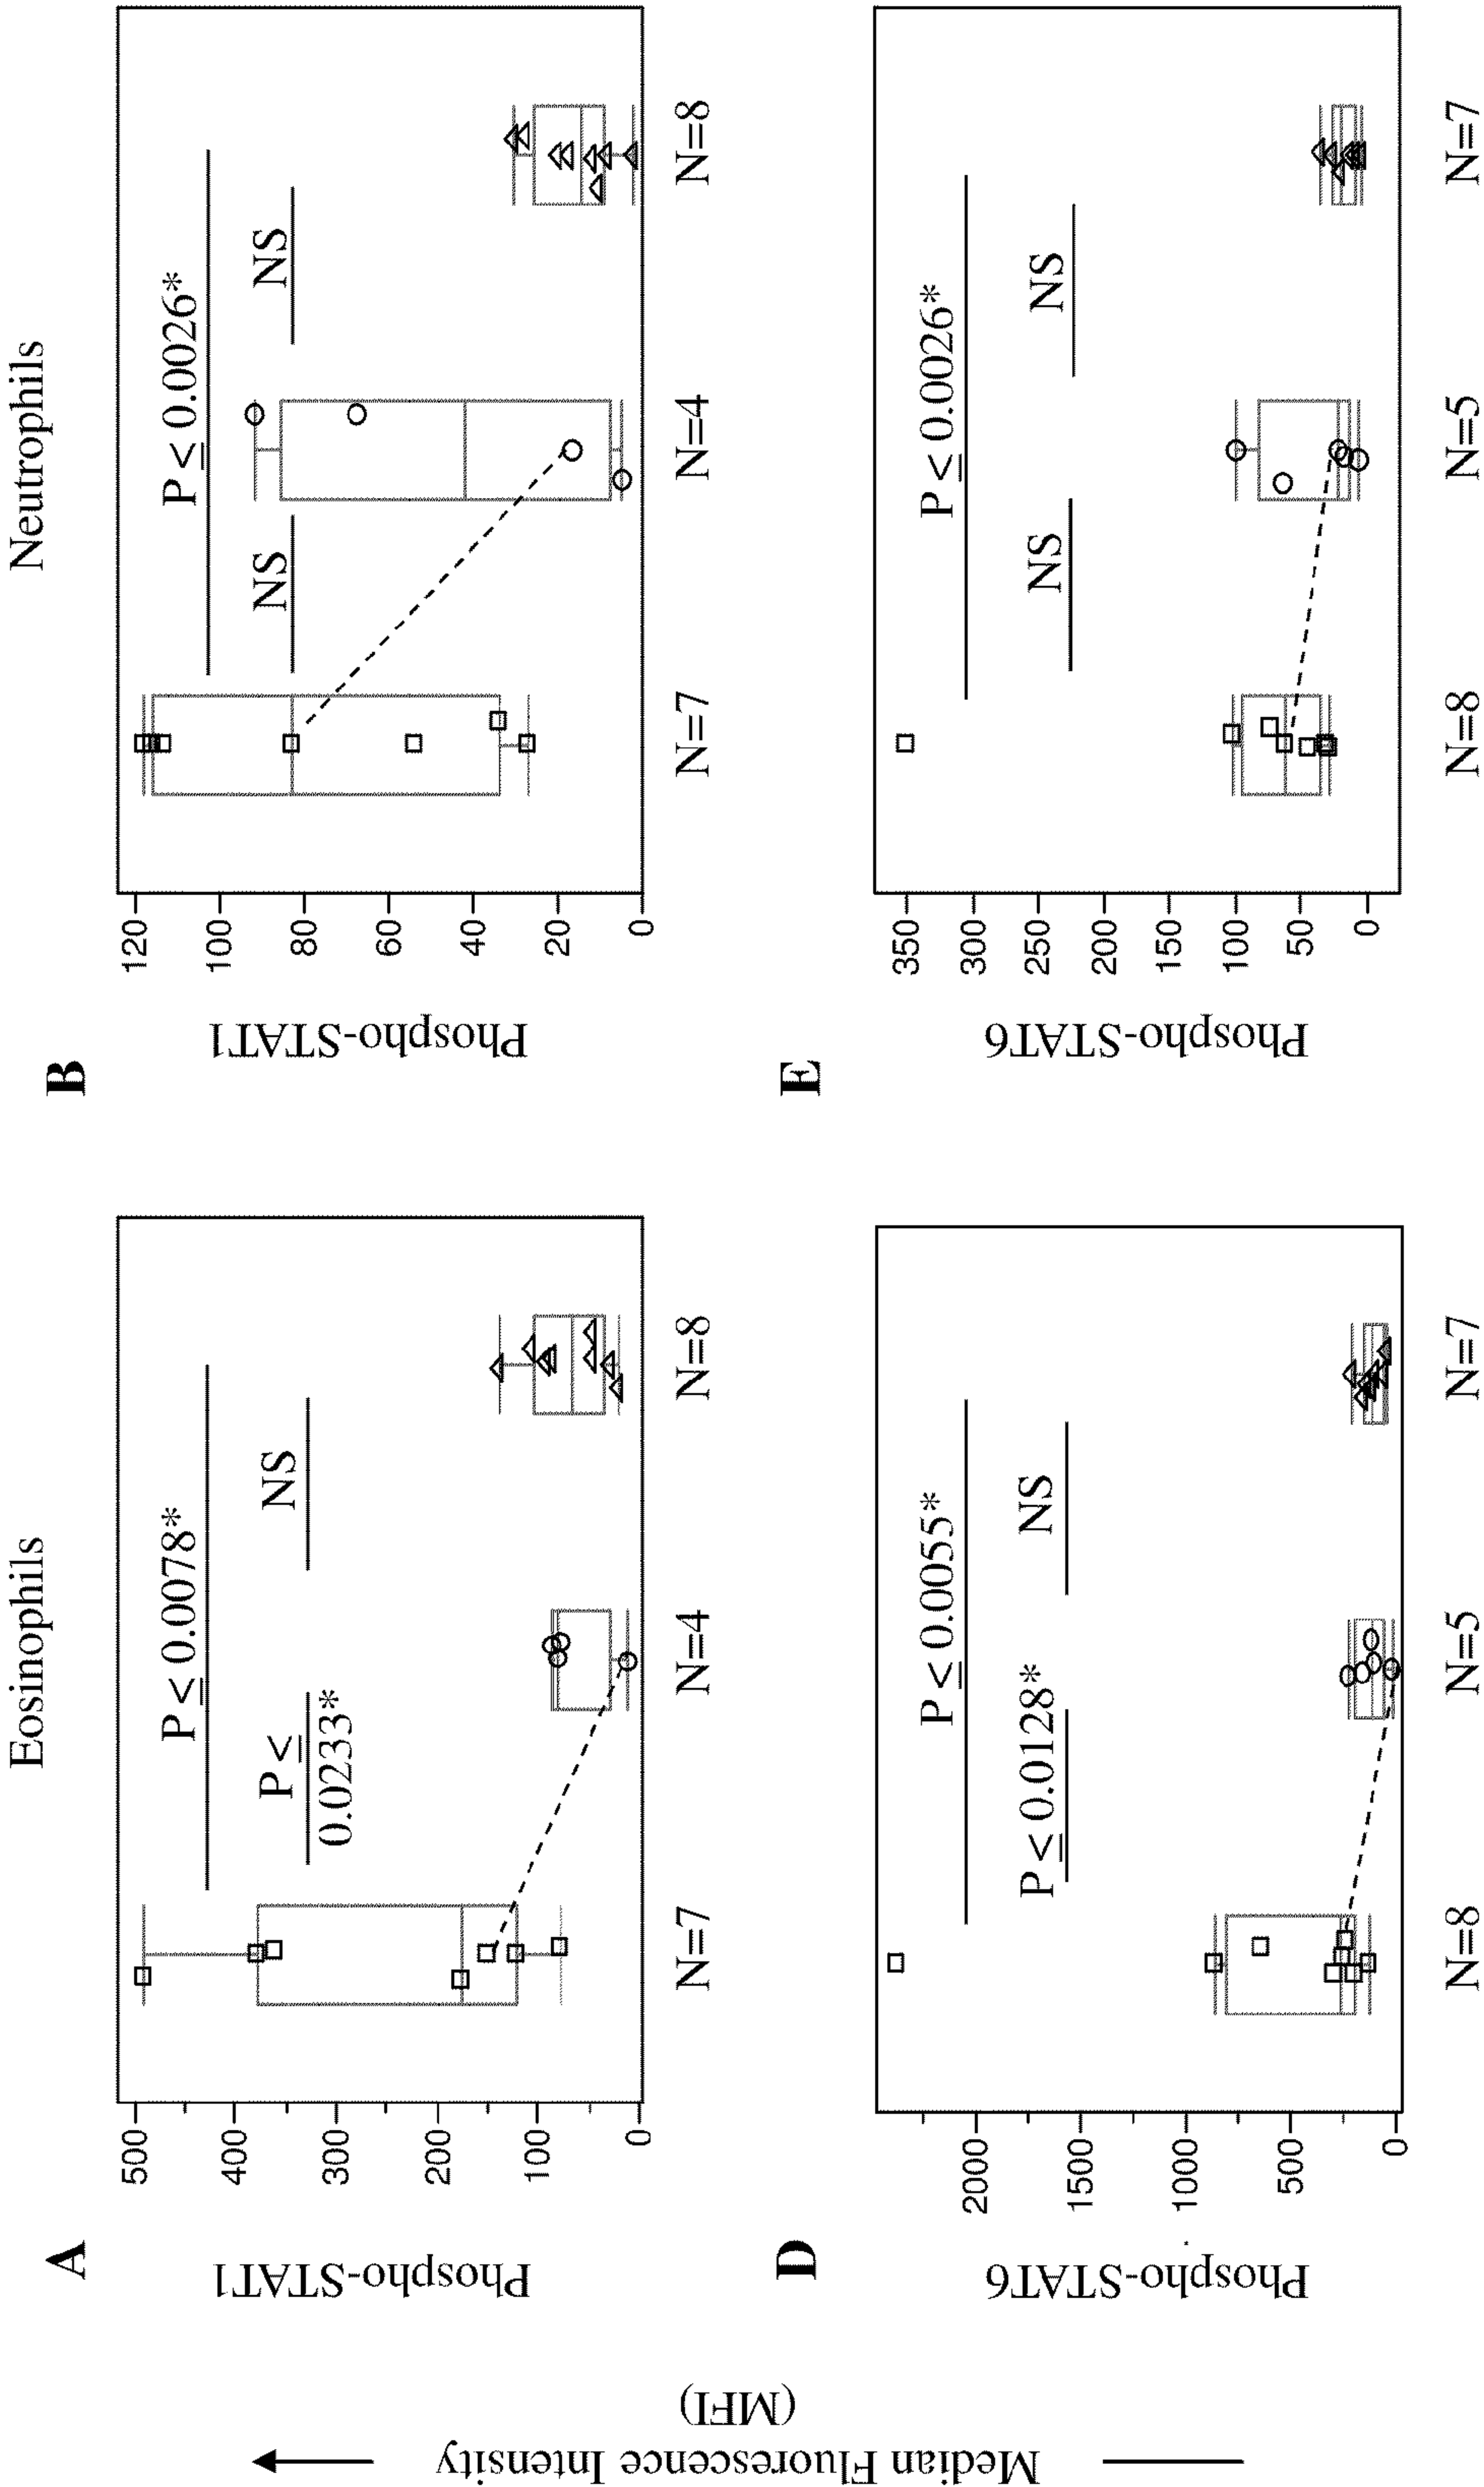 Eosinophils
Neutrophils
Median Fluorescence Intensity
(MFI)
A
Phospho-STAT1
500
400
300
200
100
0
P ≤ 0.0078*
P ≤
0.0233*
NS
N=7
N=4
N=8
B
Phospho-STAT1
120
100
80
60
40
20
0
P ≤ 0.0026*
NS
NS
N=7
N=4
N=8
D
Phospho-STAT6
2000
1500
1000
500
0
P ≤ 0.0055*
P ≤ 0.0128*
NS
N=8
N=5
N=7
E
Phospho-STAT6
350
300
250
200
150
100
50
0
P ≤ 0.0026*
NS
NS
N=8
N=5
N=7